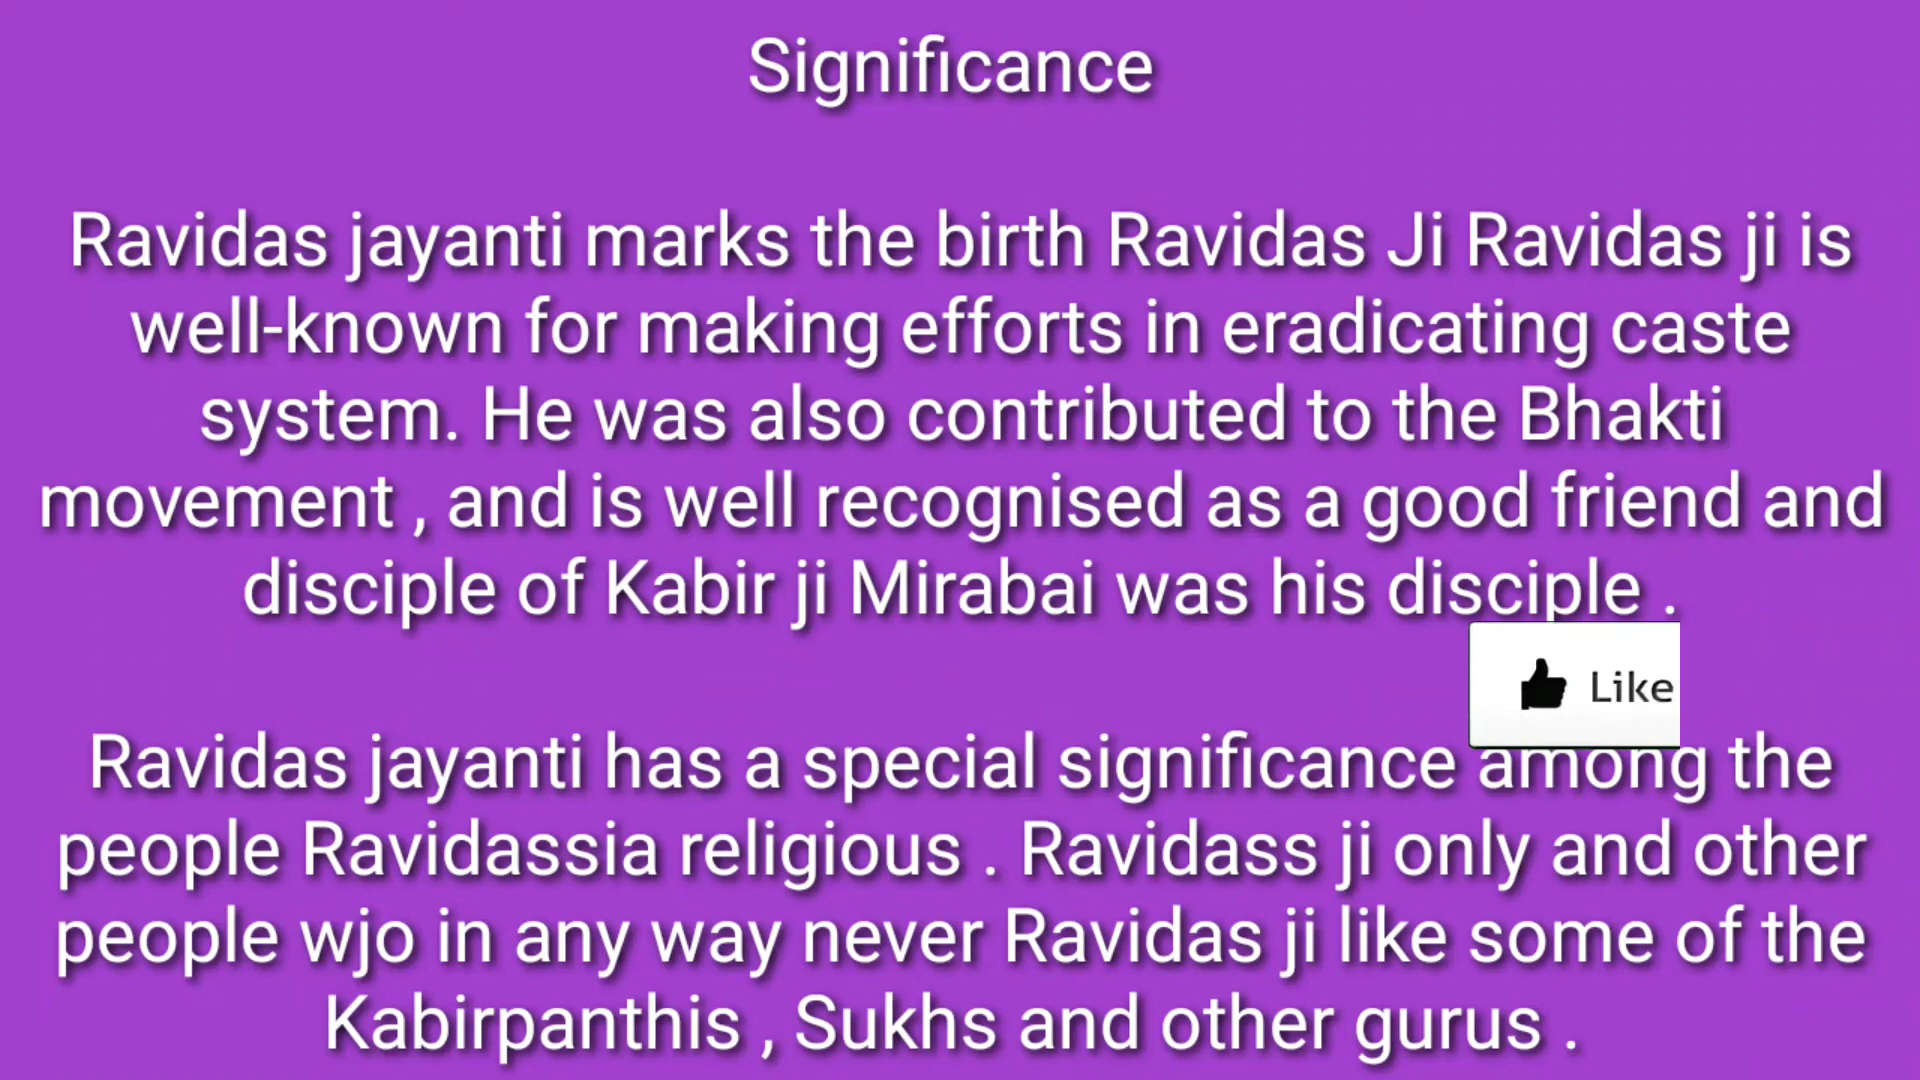 Significance
Ravidas jayanti marks the birth Ravidas Ji Ravidas ji is
well-known for making efforts in eradicating caste
system. He was also contributed to the Bhakti
movement , and is well recognised as a good friend and
disciple of Kabir ji Mirabai was his disciple .
Like
Ravidas jayanti has a special significance among the
people Ravidassia religious . Ravidass ji only and other
people wjo in any way never Ravidas ji like some of the
Kabirpanthis , Sukhs and other gurus .